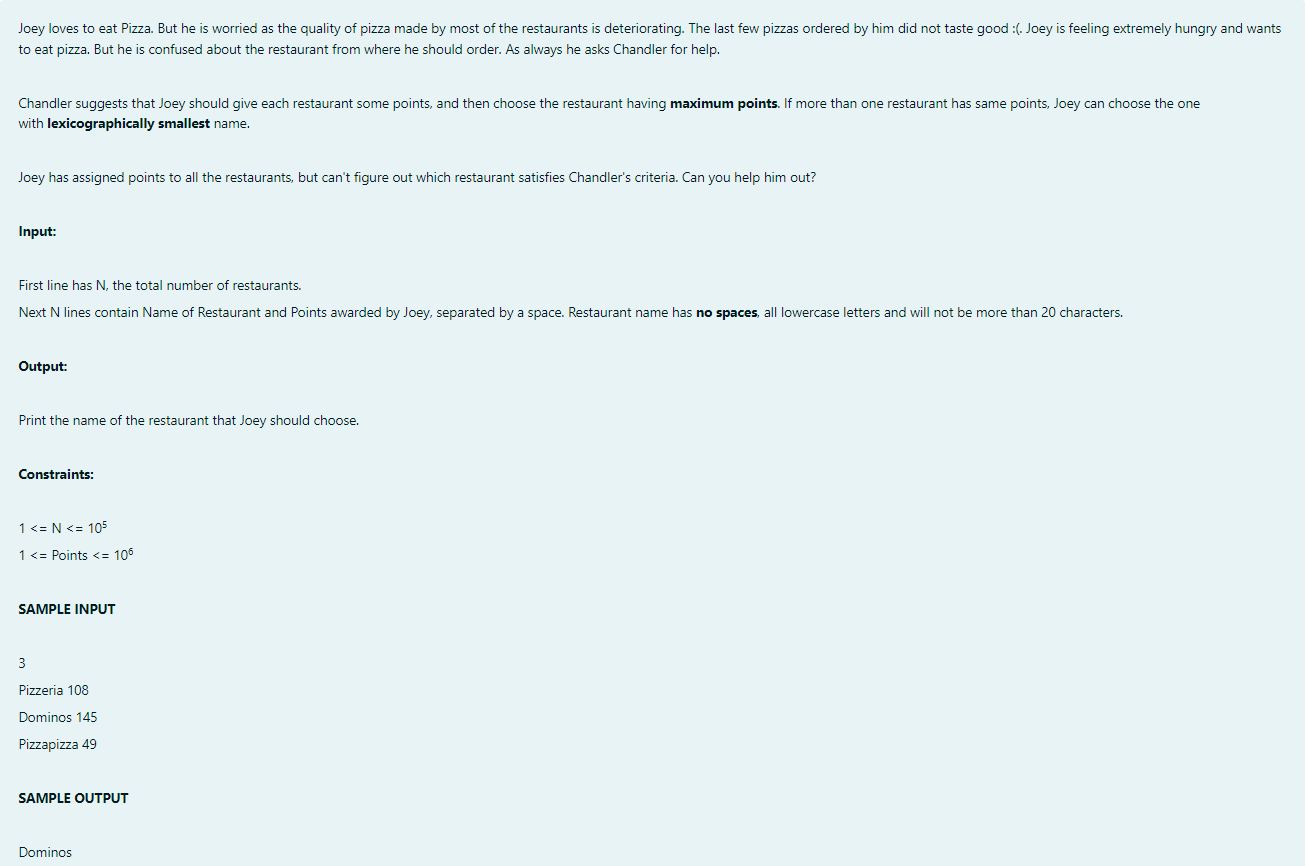 Joey loves to eat Pizza. But he is worried as the quality of pizza made by most of the restaurants is deteriorating. The last few pizzas ordered by him did not taste good :(. Joey is feeling extremely hungry and wants
to eat pizza. But he is confused about the restaurant from where he should order. As always he asks Chandler for help.
Chandler suggests that Joey should give each restaurant some points, and then choose the restaurant having maximum points. If more than one restaurant has same points, Joey can choose the one
with lexicographically smallest name.
Joey has assigned points to all the restaurants, but can't figure out which restaurant satisfies Chandler's criteria. Can you help him out?
Input:
First line has N, the total number of restaurants.
Next N lines contain Name of Restaurant and Points awarded by Joey, separated by a space. Restaurant name has no spaces, all lowercase letters and will not be more than 20 characters.
Output:
Print the name of the restaurant that Joey should choose.
Constraints:
1 <= N <= 10⁵
1 <= Points <= 10⁶
SAMPLE INPUT
3
Pizzeria 108
Dominos 145
Pizzapizza 49
SAMPLE OUTPUT
Dominos